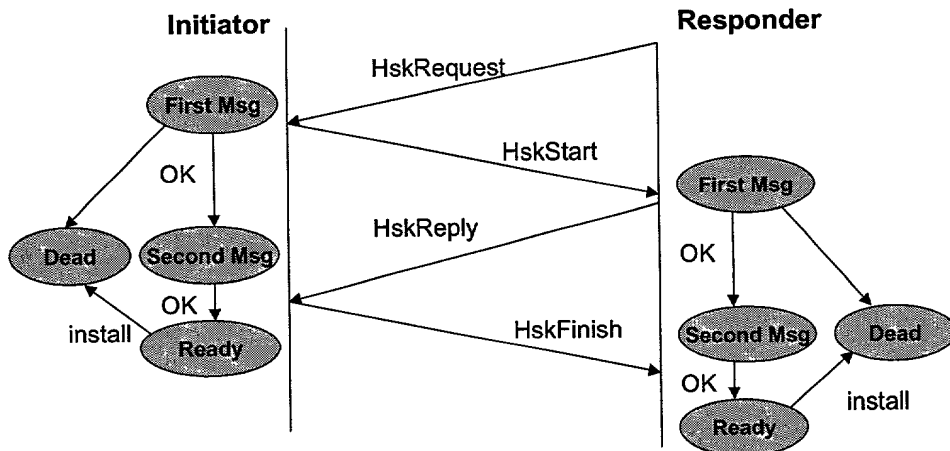 Initiator
Responder
HskRequest
First Msg
OK
HskStart
First Msg
HskReply
OK
Dead
Second Msg
OK
install
Ready
HskFinish
Second Msg
Dead
OK
install
Ready